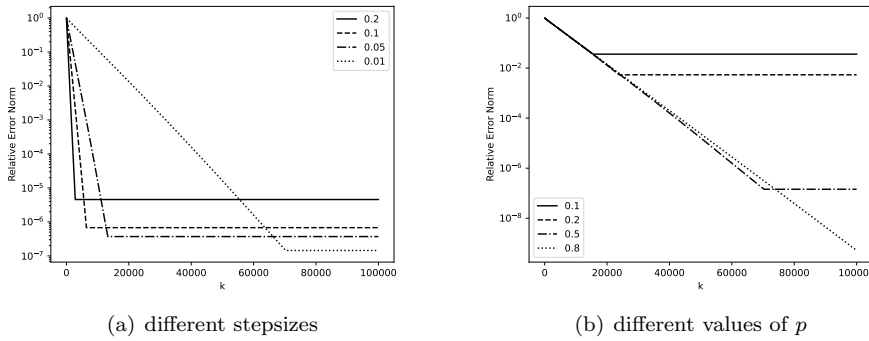 10⁰
10⁻¹
10⁻²
10⁻³
10⁻⁴
10⁻⁵
10⁻⁶
10⁻⁷
Relative Error Norm
0.2
0.1
0.05
0.01
0 20000 40000 60000 80000 100000
k
(a) different stepsizes
10⁰
10⁻²
10⁻⁴
10⁻⁶
10⁻⁸
Relative Error Norm
0.1
0.2
0.5
0.8
0 20000 40000 60000 80000 100000
k
(b) different values of p